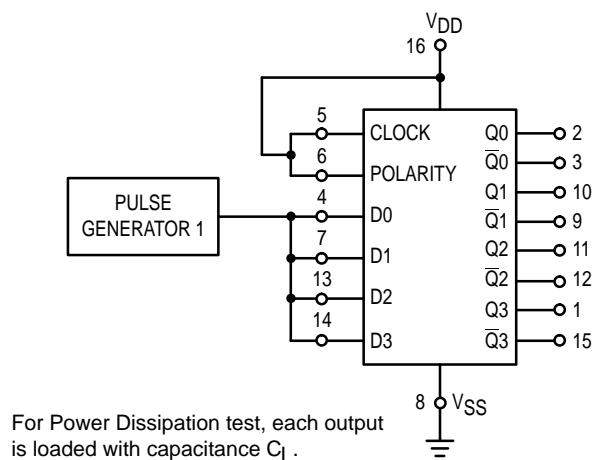 VDD
16
5
CLOCK
Q0
2
6
POLARITY
Q̅0
3
PULSE
GENERATOR 1
4
D0
Q1
10
7
D1
Q̅1
9
13
D2
Q2
11
14
D3
Q̅2
12
Q3
1
Q̅3
15
8
VSS
For Power Dissipation test, each output
is loaded with capacitance CL.